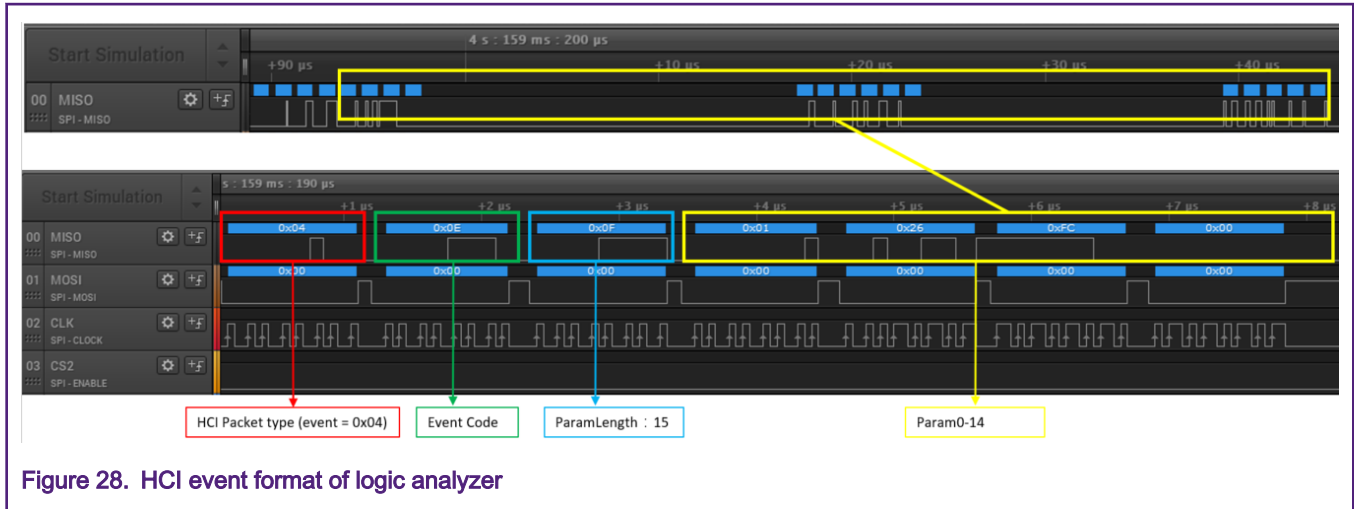 Start Simulation
4 s : 159 ms : 200 µs
+90 µs
+10 µs
+20 µs
+30 µs
+40 µs
00 MISO
SPI - MISO
Start Simulation
s : 159 ms : 190 µs
+1 µs
+2 µs
+3 µs
+4 µs
+5 µs
+6 µs
+7 µs
+8 µs
00 MISO
SPI - MISO
0x04
0x0E
0x0F
0x01
0x26
0xFC
0x00
01 MOSI
SPI - MOSI
0x00
0x00
0x00
0x00
0x00
0x00
0x00
02 CLK
SPI - CLOCK
03 CS2
SPI - ENABLE
HCI Packet type (event = 0x04)
Event Code
ParamLength : 15
Param0-14
Figure 28. HCI event format of logic analyzer